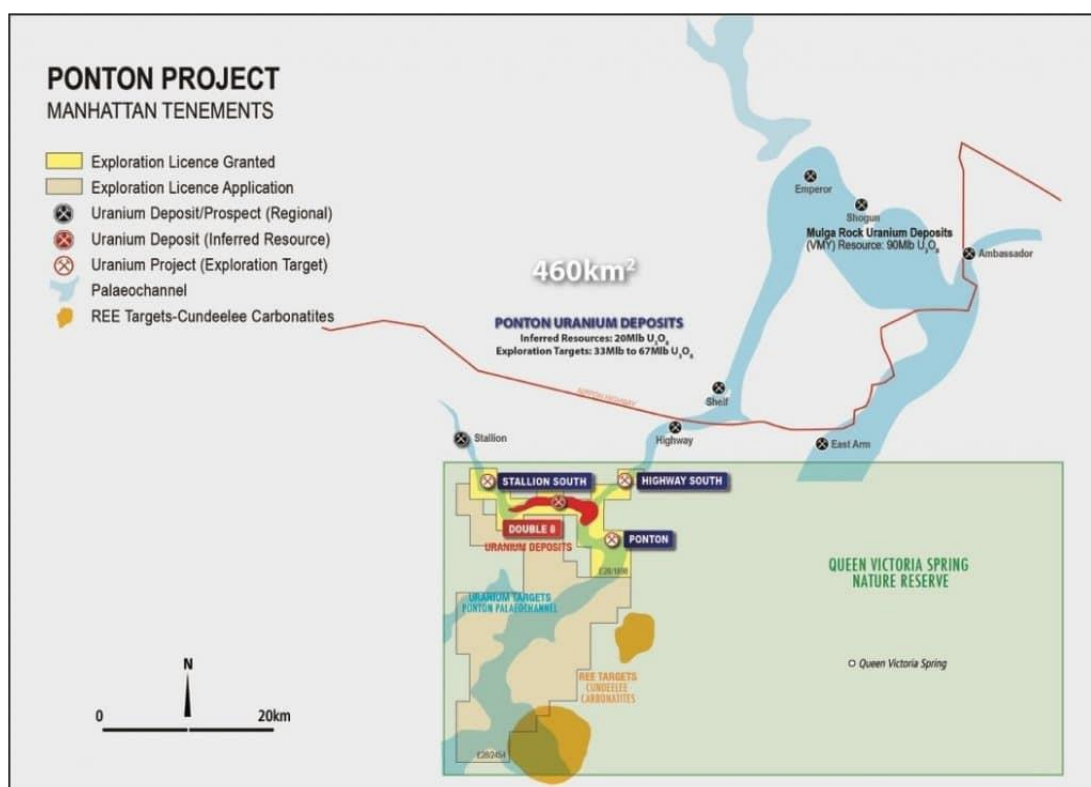 PONTON PROJECT
MANHATTAN TENEMENTS
Exploration Licence Granted
Exploration Licence Application
Uranium Deposit/Prospect (Regional)
Uranium Deposit (Inferred Resource)
Uranium Project (Exploration Target)
Palaeochannel
REE Targets-Cundeelee Carbonatites
Emperor
Shogun
Mulga Rock Uranium Deposits
(VMY) Resource: 90Mlb U3O8
Ambassador
460km²
PONTON URANIUM DEPOSITS
Inferred Resources: 20Mlb U3O8
Exploration Targets: 33Mlb to 67Mlb U3O8
HIGHWAY
Shelf
Highway
East Arm
Stallion
STALLION SOUTH
HIGHWAY SOUTH
DOUBLE 8
URANIUM DEPOSITS
PONTON
URANIUM TARGETS
PONTON PALAEOCHANNEL
QUEEN VICTORIA SPRING
NATURE RESERVE
Queen Victoria Spring
REE TARGETS
CUNDEELEE
CARBONATITES
N
0 20km